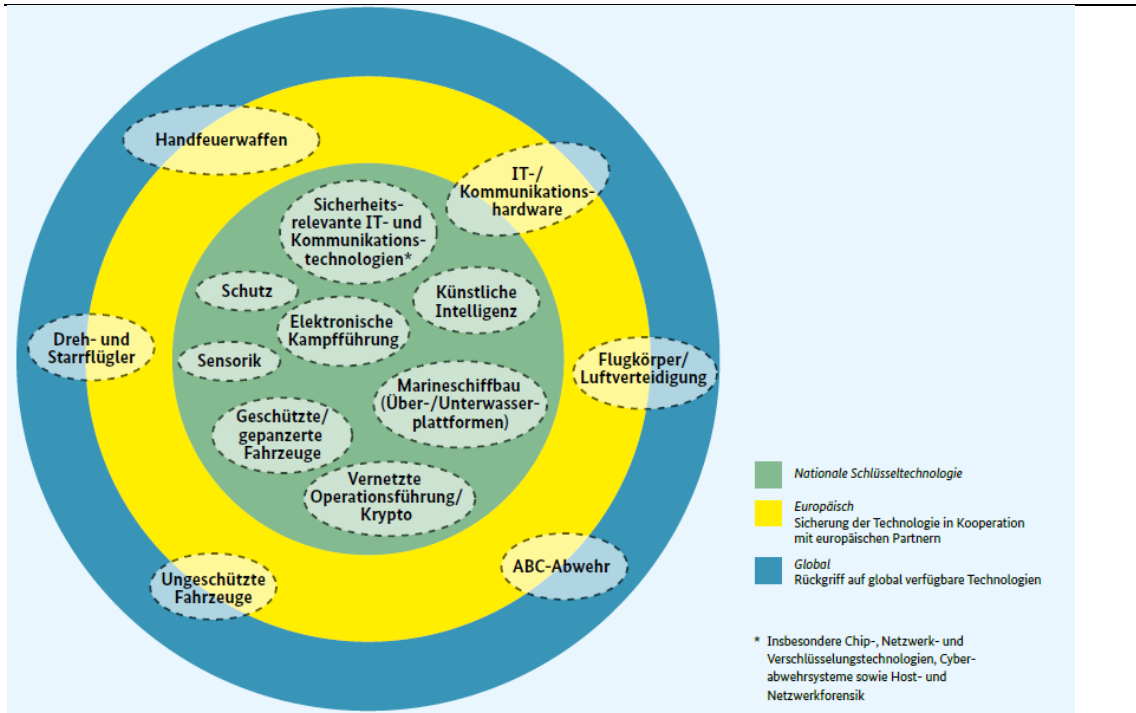 Handfeuerwaffen
IT-/
Kommunikations-
hardware
Sicherheits-
relevante IT- und
Kommunikations-
technologien*
Schutz
Künstliche
Intelligenz
Elektronische
Kampfführung
Dreh- und
Starrflügler
Sensorik
Flugkörper/
Luftverteidigung
Marineschiffbau
(Über-/Unterwasser-
plattformen)
Geschützte/
gepanzerte
Fahrzeuge
Vernetzte
Operationsführung/
Krypto
Ungeschützte
Fahrzeuge
ABC-Abwehr
Nationale Schlüsseltechnologie
Europäisch
Sicherung der Technologie in Kooperation
mit europäischen Partnern
Global
Rückgriff auf global verfügbare Technologien
* Insbesondere Chip-, Netzwerk- und
Verschlüsselungstechnologien, Cyber-
abwehrsysteme sowie Host- und
Netzwerkforensik